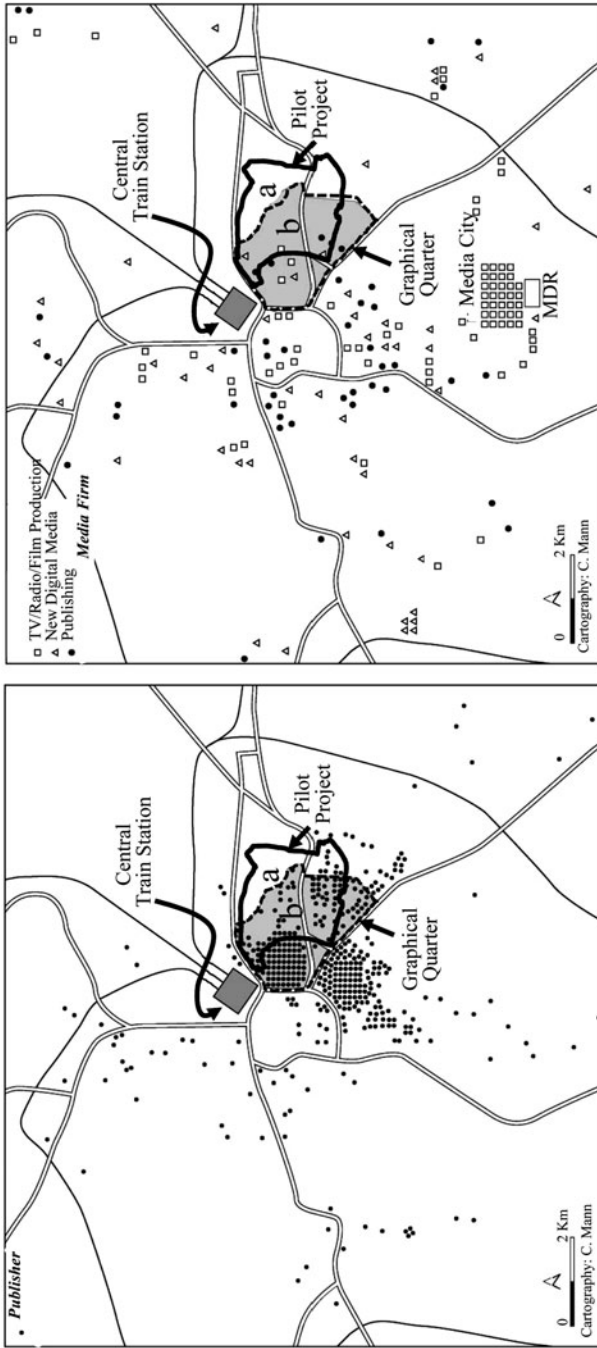 Publisher
Central
Train Station
a
b
Pilot
Project
Graphical
Quarter
0 2 Km
Cartography: C. Mann
TV/Radio/Film Production
New Digital Media
Publishing
Media Firm
Central
Train Station
a
b
Pilot
Project
Graphical
Quarter
Media City
MDR
0 2 Km
Cartography: C. Mann